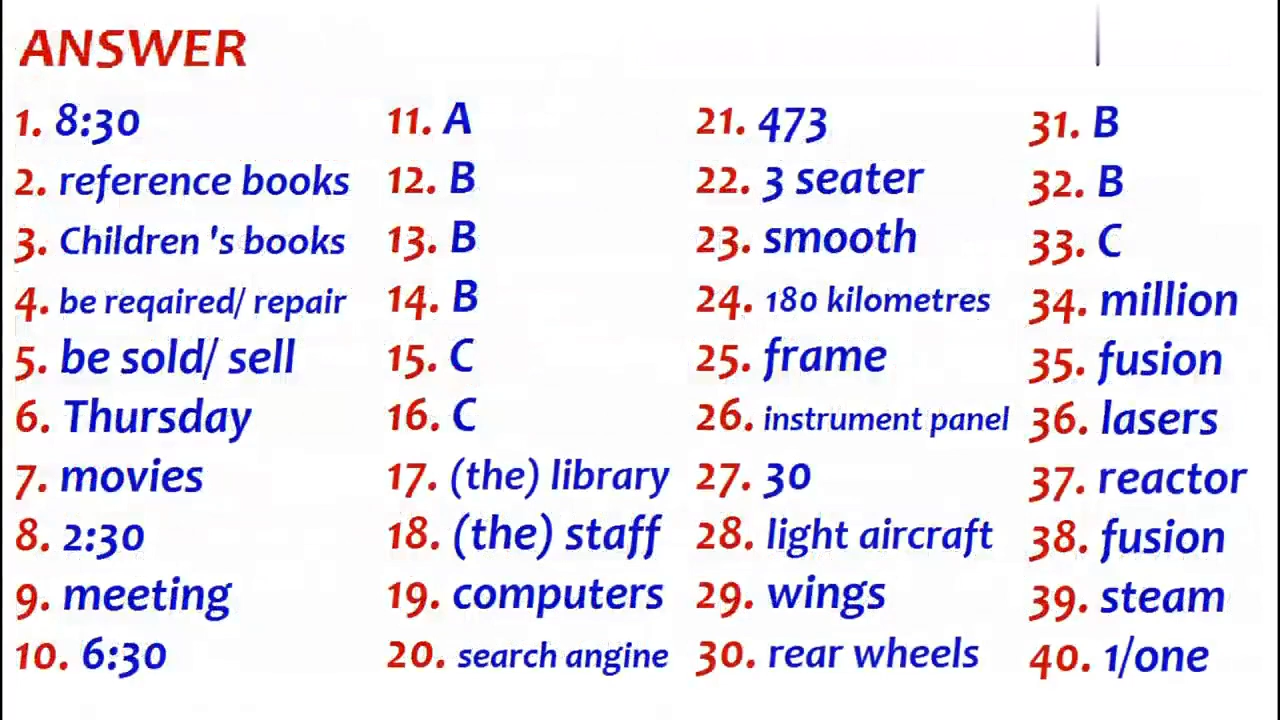 ANSWER
1. 8:30
2. reference books
3. Children 's books
4. be reqaired/ repair
5. be sold/ sell
6. Thursday
7. movies
8. 2:30
9. meeting
10. 6:30
11. A
12. B
13. B
14. B
15. C
16. C
17. (the) library
18. (the) staff
19. computers
20. search angine
21. 473
22. 3 seater
23. smooth
24. 180 kilometres
25. frame
26. instrument panel
27. 30
28. light aircraft
29. wings
30. rear wheels
31. B
32. B
33. C
34. million
35. fusion
36. lasers
37. reactor
38. fusion
39. steam
40. 1/one